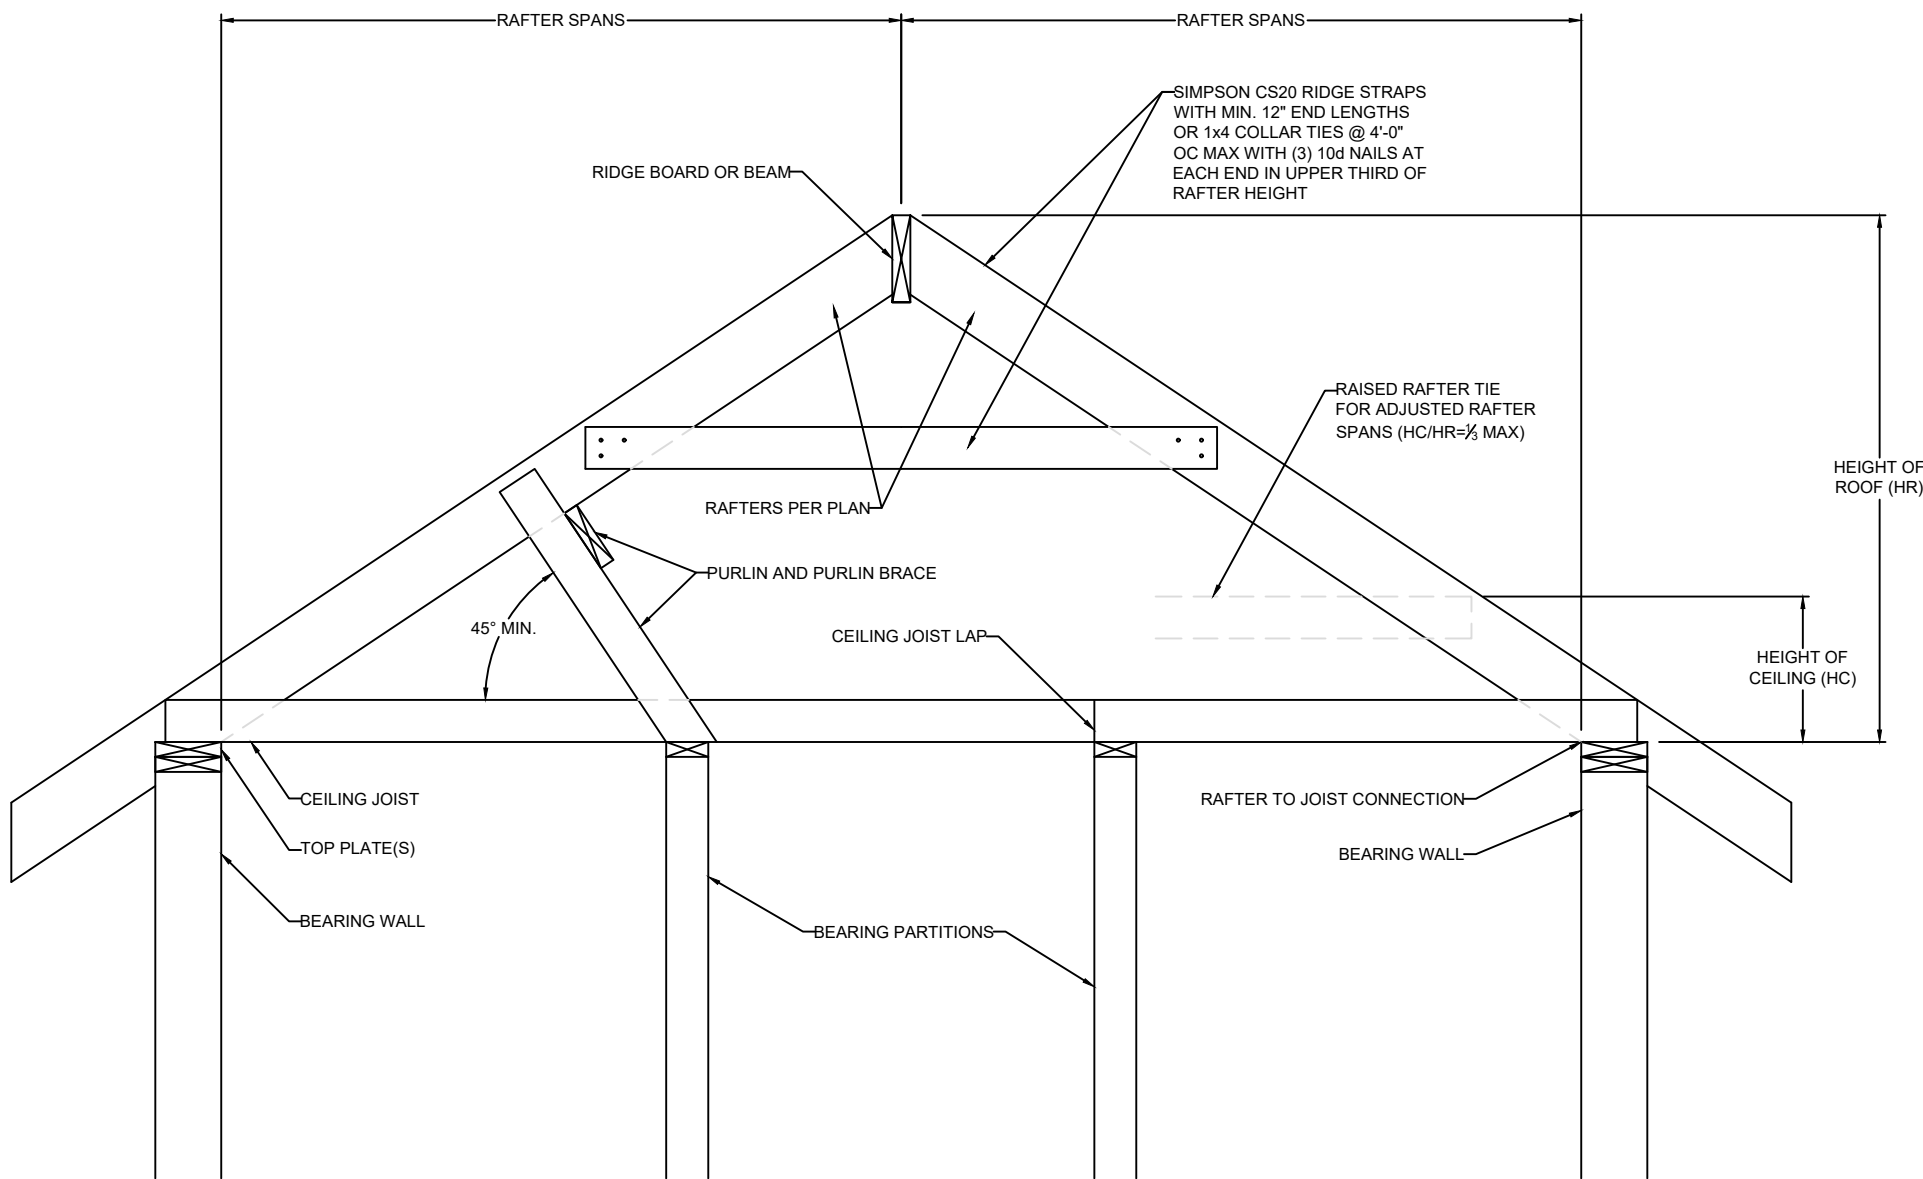 RAFTER SPANS
RAFTER SPANS
SIMPSON CS20 RIDGE STRAPS
WITH MIN. 12" END LENGTHS
OR 1x4 COLLAR TIES @ 4'-0"
OC MAX WITH (3) 10d NAILS AT
EACH END IN UPPER THIRD OF
RAFTER HEIGHT
RIDGE BOARD OR BEAM
RAISED RAFTER TIE
FOR ADJUSTED RAFTER
SPANS (HC/HR=⅓ MAX)
HEIGHT OF
ROOF (HR)
RAFTERS PER PLAN
PURLIN AND PURLIN BRACE
45° MIN.
CEILING JOIST LAP
HEIGHT OF
CEILING (HC)
CEILING JOIST
RAFTER TO JOIST CONNECTION
TOP PLATE(S)
BEARING WALL
BEARING WALL
BEARING PARTITIONS